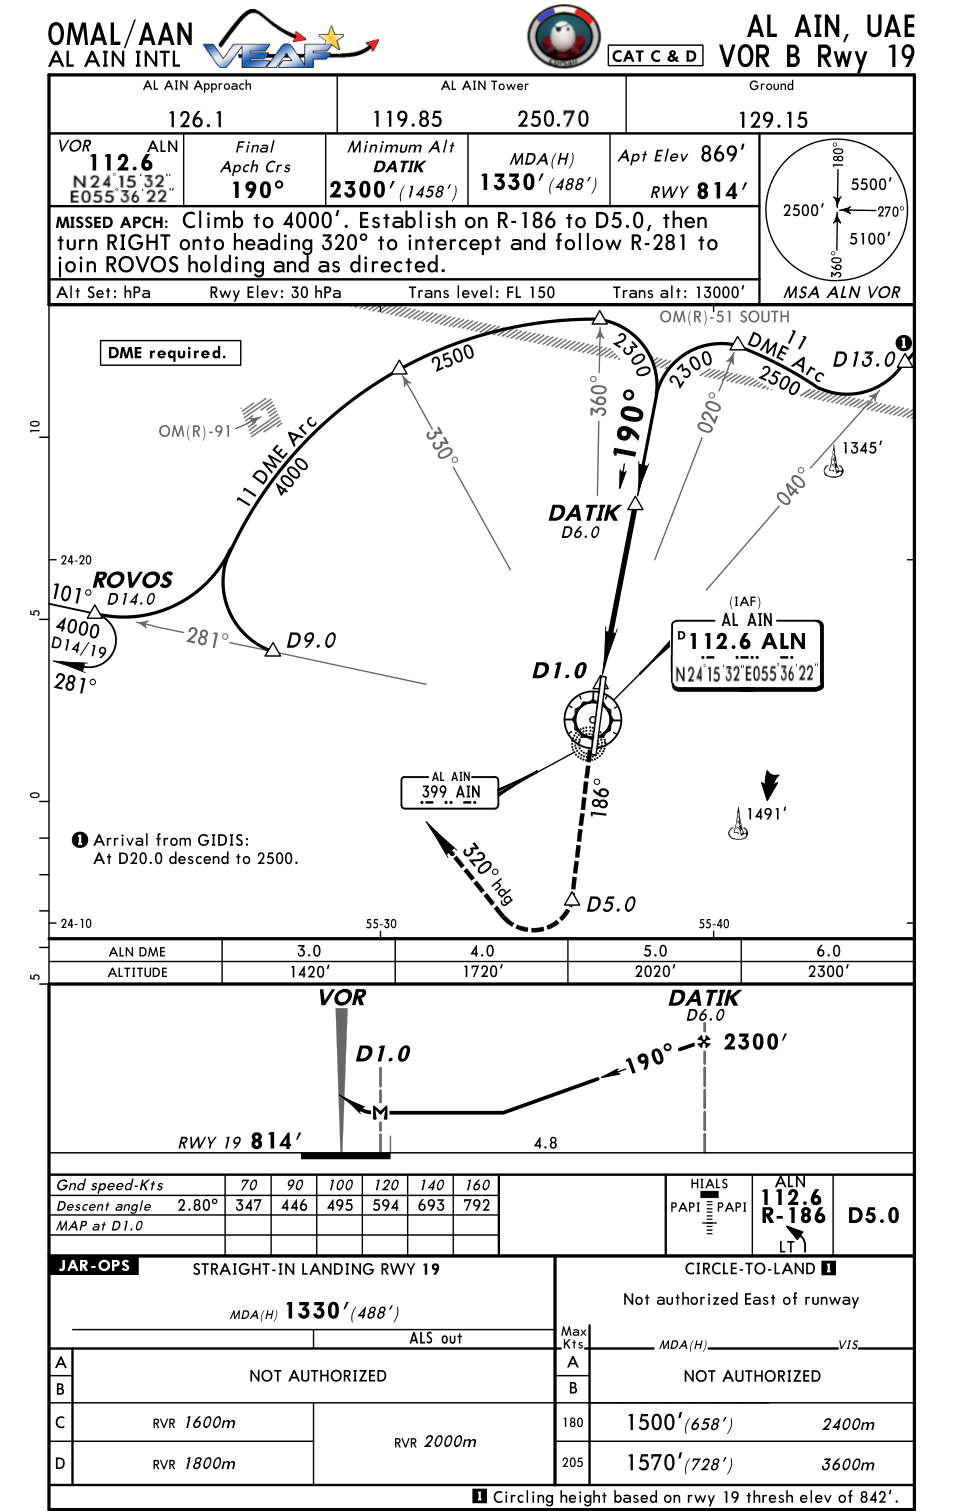 OMAL/AAN
AL AIN INTL
VEAF
AL AIN, UAE
CAT C & D VOR B Rwy 19
AL AIN Approach
126.1
AL AIN Tower
119.85 250.70
Ground
129.15
VOR ALN
112.6
N24°15'32"
E055°36'22"
Final
Apch Crs
190°
Minimum Alt
DATIK
2300' (1458')
MDA(H)
1330' (488')
Apt Elev 869'
RWY 814'
MISSED APCH: Climb to 4000'. Establish on R-186 to D5.0, then
turn RIGHT onto heading 320° to intercept and follow R-281 to
join ROVOS holding and as directed.
Alt Set: hPa Rwy Elev: 30 hPa Trans level: FL 150 Trans alt: 13000'
180°
5500'
2500'
270°
5100'
360°
MSA ALN VOR
DME required.
OM(R)-51 SOUTH
2500
2300
2300
11
DME Arc
2500
D13.0
1
OM(R)-91
11 DME Arc
4000
330°
360°
190°
020°
040°
1345'
10
DATIK
D6.0
24-20
101°
ROVOS
D14.0
5
4000
D14/19
281°
281°
D9.0
(IAF)
AL AIN
D 112.6 ALN
N24°15'32"E055°36'22"
D1.0
AL AIN
399 AIN
186°
0
1491'
1 Arrival from GIDIS:
At D20.0 descend to 2500.
320° hdg
D5.0
24-10
55-30
55-40
5
ALN DME 3.0 4.0 5.0 6.0
ALTITUDE 1420' 1720' 2020' 2300'
VOR
DATIK
D6.0
D1.0
190°
2300'
M
RWY 19 814'
4.8
Gnd speed-Kts 70 90 100 120 140 160
Descent angle 2.80° 347 446 495 594 693 792
MAP at D1.0
HIALS
PAPI PAPI
ALN
112.6
R-186
LT
D5.0
JAR-OPS
STRAIGHT-IN LANDING RWY 19
MDA(H) 1330' (488')
ALS out
A
B
NOT AUTHORIZED
C RVR 1600m
D RVR 1800m
RVR 2000m
CIRCLE-TO-LAND 1
Not authorized East of runway
Max
Kts MDA(H) VIS
A
B
NOT AUTHORIZED
180 1500' (658') 2400m
205 1570' (728') 3600m
1 Circling height based on rwy 19 thresh elev of 842'.